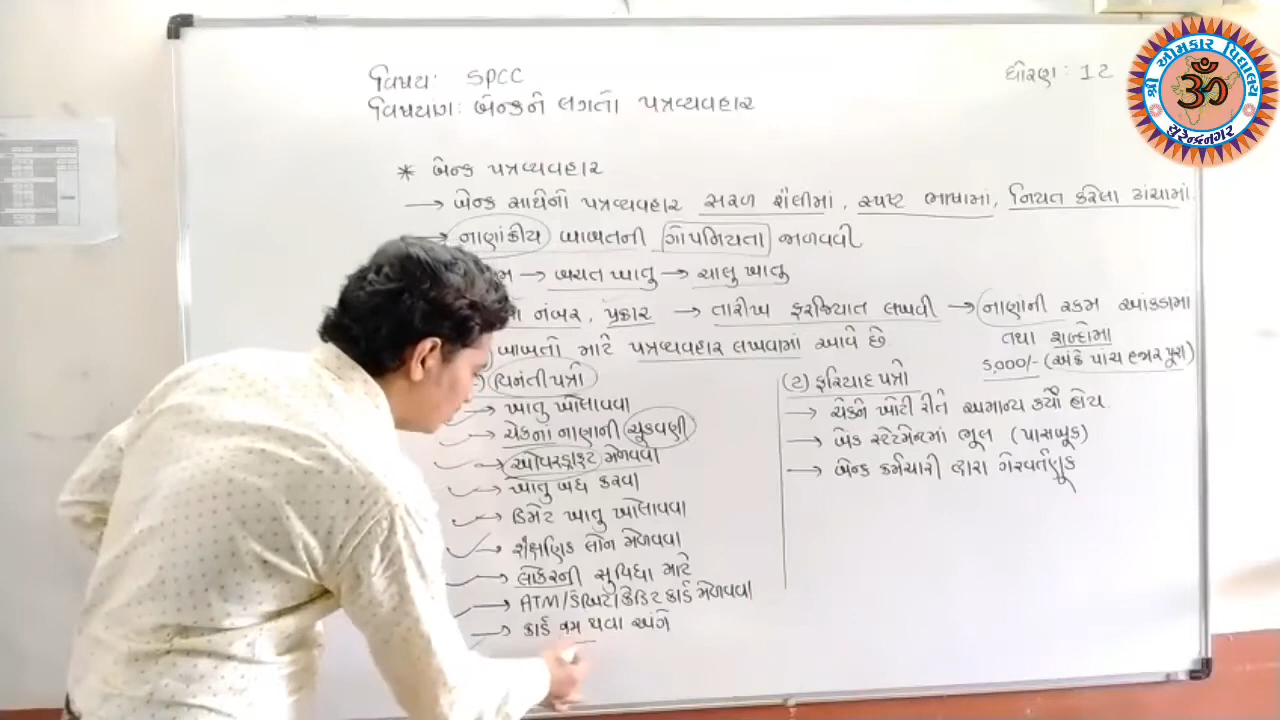 વિષય: SPCC
ધોરણ: 12
વિષયાંગ: બેન્કને લગતો પત્રવ્યવહાર
* બેન્ક પત્રવ્યવહાર
→ બેન્ક સાથેનો પત્રવ્યવહાર સરળ શૈલીમાં, સ્પષ્ટ ભાષામાં, નિયત કરેલા ઢાંચામાં.
→ નાણાંકીય બાબતની ગોપનિયતા જાળવવી
→ બચત ખાતુ → ચાલુ ખાતુ
નંબર, પ્રકાર → તારીખ ફરજિયાત લખવી → નાણાની રકમ આંકડામાં
તથા શબ્દોમાં
બાબતો માટે પત્રવ્યવહાર લખવામાં આવે છે.
5,000/- (અંકે પાંચ હજાર પૂરા)
વિનંતીપત્રો
→ ખાતુ ખોલાવવા
→ ચેકના નાણાની ચૂકવણી
→ ઓવરડ્રાફ્ટ મેળવવા
→ ખાતુ બંધ કરવા
→ ડિમેટ ખાતુ ખોલાવવા
→ શૈક્ષણિક લોન મેળવવા
→ લોકરની સુવિધા માટે
→ ATM/ડેબિટ/ક્રેડિટ કાર્ડ મેળવવા
→ કાર્ડ ગુમ થવા અંગે
(2) ફરિયાદ પત્રો
→ ચેકને ખોટી રીતે અમાન્ય કર્યો હોય.
→ બેંક સ્ટેટમેન્ટમાં ભૂલ (પાસબૂક)
→ બેન્ક કર્મચારી દ્વારા ગેરવર્તણૂક
શ્રી ઓમકાર વિદ્યાલય
સુરેન્દ્રનગર
ॐ